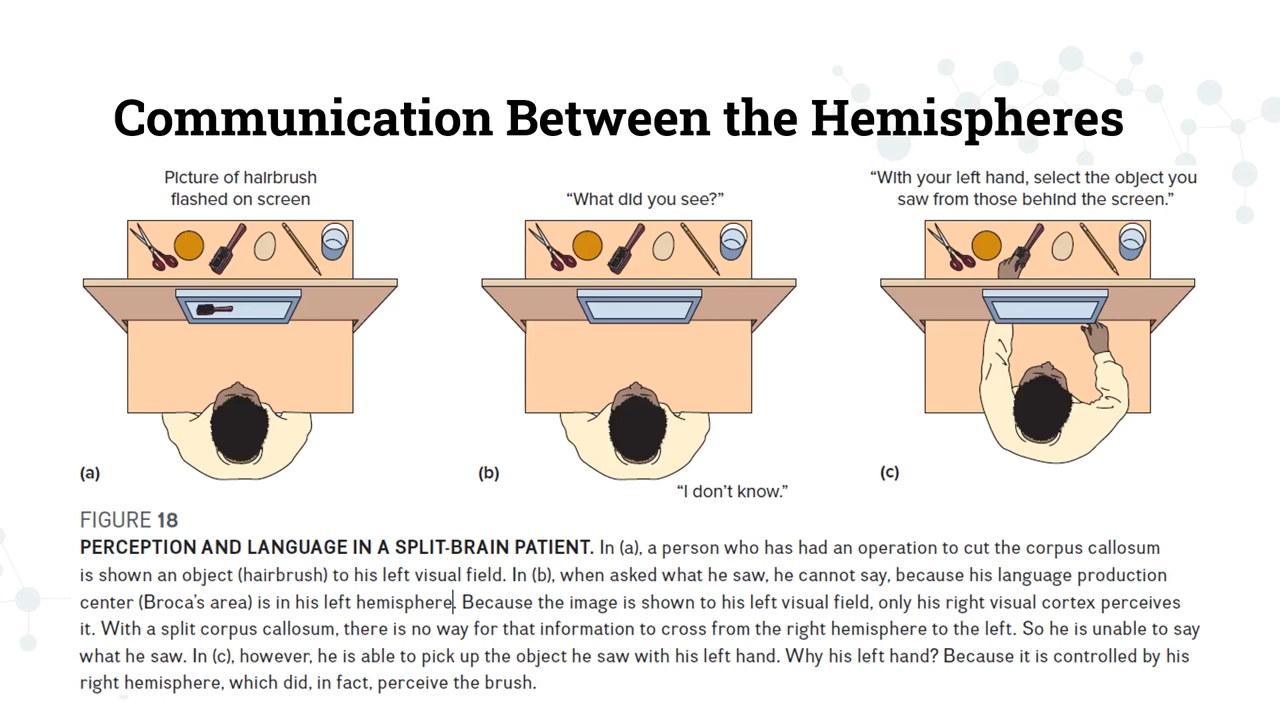 Communication Between the Hemispheres
Picture of hairbrush
flashed on screen
“What did you see?”
“With your left hand, select the object you
saw from those behind the screen.”
(a)
(b)
“I don’t know.”
(c)
FIGURE 18
PERCEPTION AND LANGUAGE IN A SPLIT-BRAIN PATIENT. In (a), a person who has had an operation to cut the corpus callosum
is shown an object (hairbrush) to his left visual field. In (b), when asked what he saw, he cannot say, because his language production
center (Broca’s area) is in his left hemisphere. Because the image is shown to his left visual field, only his right visual cortex perceives
it. With a split corpus callosum, there is no way for that information to cross from the right hemisphere to the left. So he is unable to say
what he saw. In (c), however, he is able to pick up the object he saw with his left hand. Why his left hand? Because it is controlled by his
right hemisphere, which did, in fact, perceive the brush.